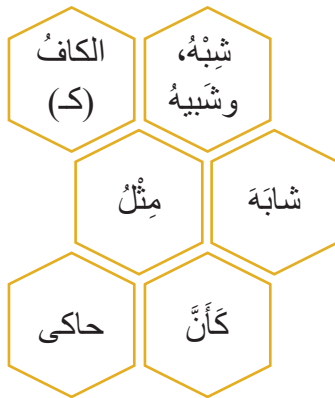 شِبْهُ،
وشَبيهُ
الكافُ
(كـ)
شابَهَ
مِثْلُ
كَأَنَّ
حاكى